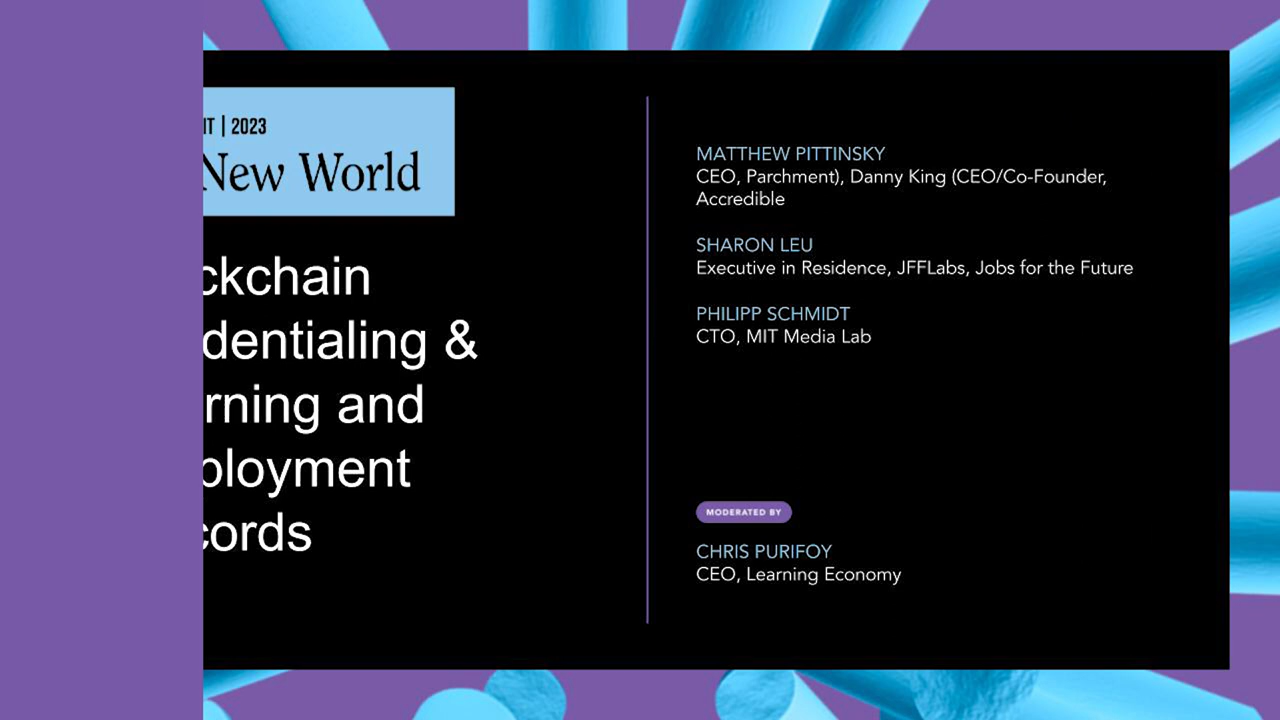 IT | 2023
New World
ckchain
dentialing &
rning and
ployment
cords
MATTHEW PITTINSKY
CEO, Parchment), Danny King (CEO/Co-Founder,
Accredible
SHARON LEU
Executive in Residence, JFFLabs, Jobs for the Future
PHILIPP SCHMIDT
CTO, MIT Media Lab
MODERATED BY
CHRIS PURIFOY
CEO, Learning Economy